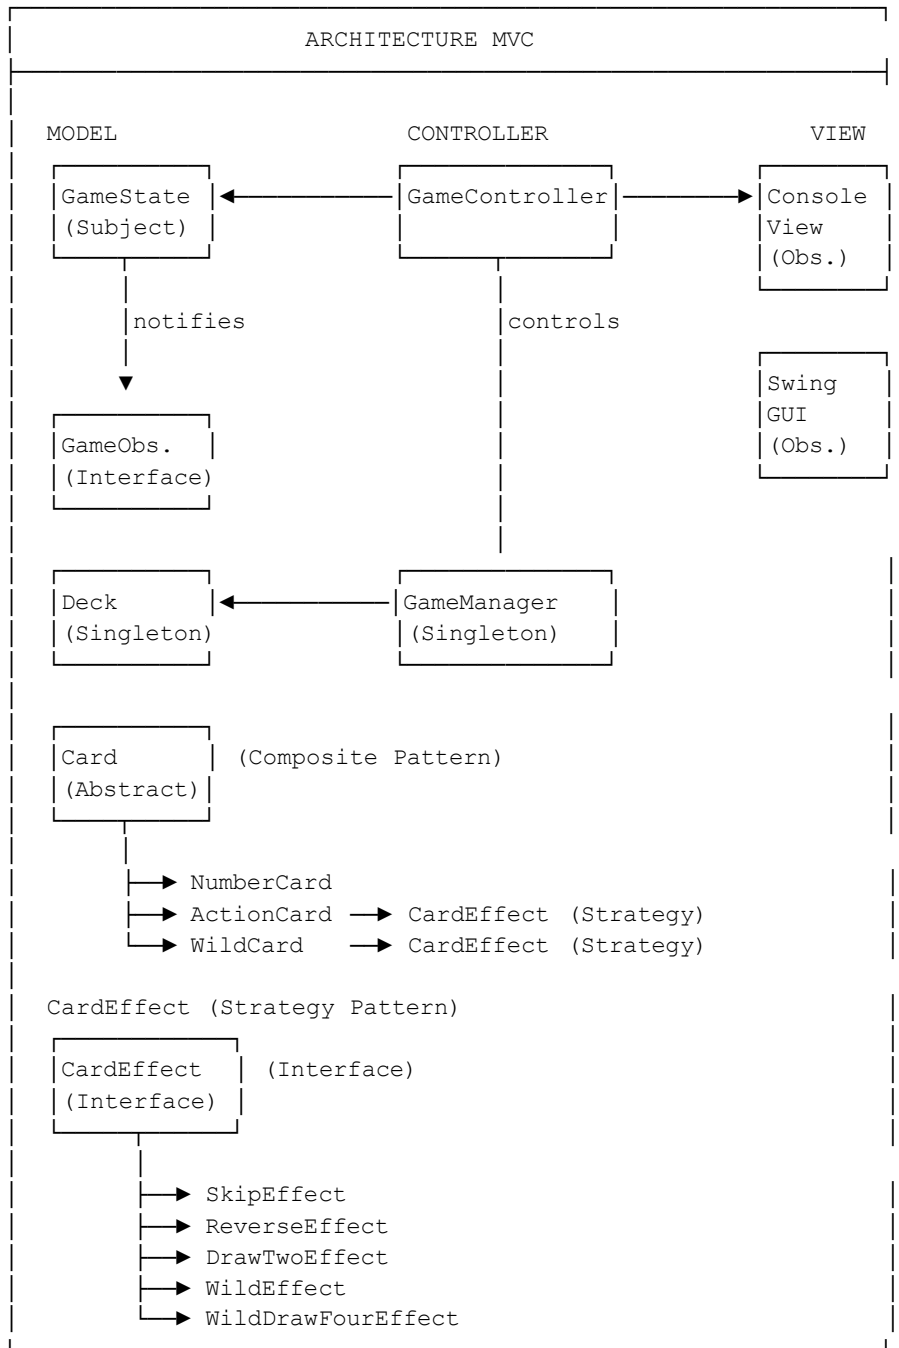 ARCHITECTURE MVC
MODEL CONTROLLER VIEW
GameState GameController Console
(Subject) View
(Obs.)
notifies controls
Swing
GameObs. GUI
(Interface) (Obs.)
Deck GameManager
(Singleton) (Singleton)
Card (Composite Pattern)
(Abstract)
NumberCard
ActionCard CardEffect (Strategy)
WildCard CardEffect (Strategy)
CardEffect (Strategy Pattern)
CardEffect (Interface)
(Interface)
SkipEffect
ReverseEffect
DrawTwoEffect
WildEffect
WildDrawFourEffect